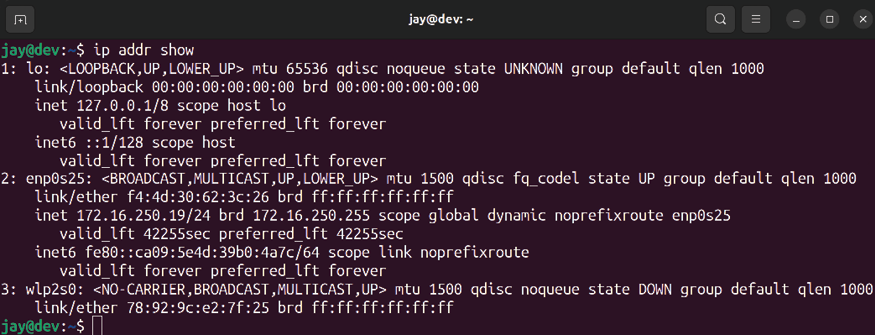 jay@dev: ~
jay@dev:~$ ip addr show
1: lo: <LOOPBACK,UP,LOWER_UP> mtu 65536 qdisc noqueue state UNKNOWN group default qlen 1000
    link/loopback 00:00:00:00:00:00 brd 00:00:00:00:00:00
    inet 127.0.0.1/8 scope host lo
       valid_lft forever preferred_lft forever
    inet6 ::1/128 scope host
       valid_lft forever preferred_lft forever
2: enp0s25: <BROADCAST,MULTICAST,UP,LOWER_UP> mtu 1500 qdisc fq_codel state UP group default qlen 1000
    link/ether f4:4d:30:62:3c:26 brd ff:ff:ff:ff:ff:ff
    inet 172.16.250.19/24 brd 172.16.250.255 scope global dynamic noprefixroute enp0s25
       valid_lft 42255sec preferred_lft 42255sec
    inet6 fe80::ca09:5e4d:39b0:4a7c/64 scope link noprefixroute
       valid_lft forever preferred_lft forever
3: wlp2s0: <NO-CARRIER,BROADCAST,MULTICAST,UP> mtu 1500 qdisc noqueue state DOWN group default qlen 1000
    link/ether 78:92:9c:e2:7f:25 brd ff:ff:ff:ff:ff:ff
jay@dev:~$